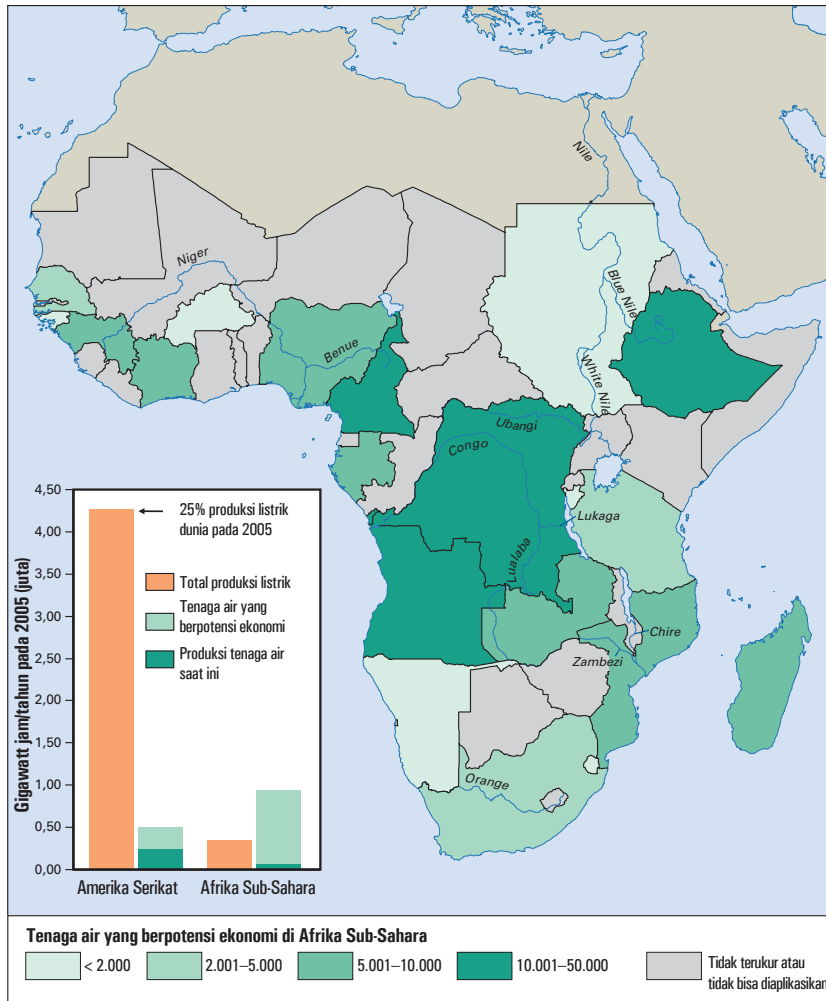 Nile
Niger
Blue Nile
Benue
White Nile
Ubangi
Congo
Lukaga
Lualaba
Chire
Zambezi
Orange
Gigawatt jam/tahun pada 2005 (juta)
4,50
4,00
3,50
3,00
2,50
2,00
1,50
1,00
0,50
0,00
25% produksi listrik
dunia pada 2005
Total produksi listrik
Tenaga air yang
berpotensi ekonomi
Produksi tenaga air
saat ini
Amerika Serikat Afrika Sub-Sahara
Tenaga air yang berpotensi ekonomi di Afrika Sub-Sahara
< 2.000 2.001–5.000 5.001–10.000 10.001–50.000 Tidak terukur atau
tidak bisa diaplikasikan